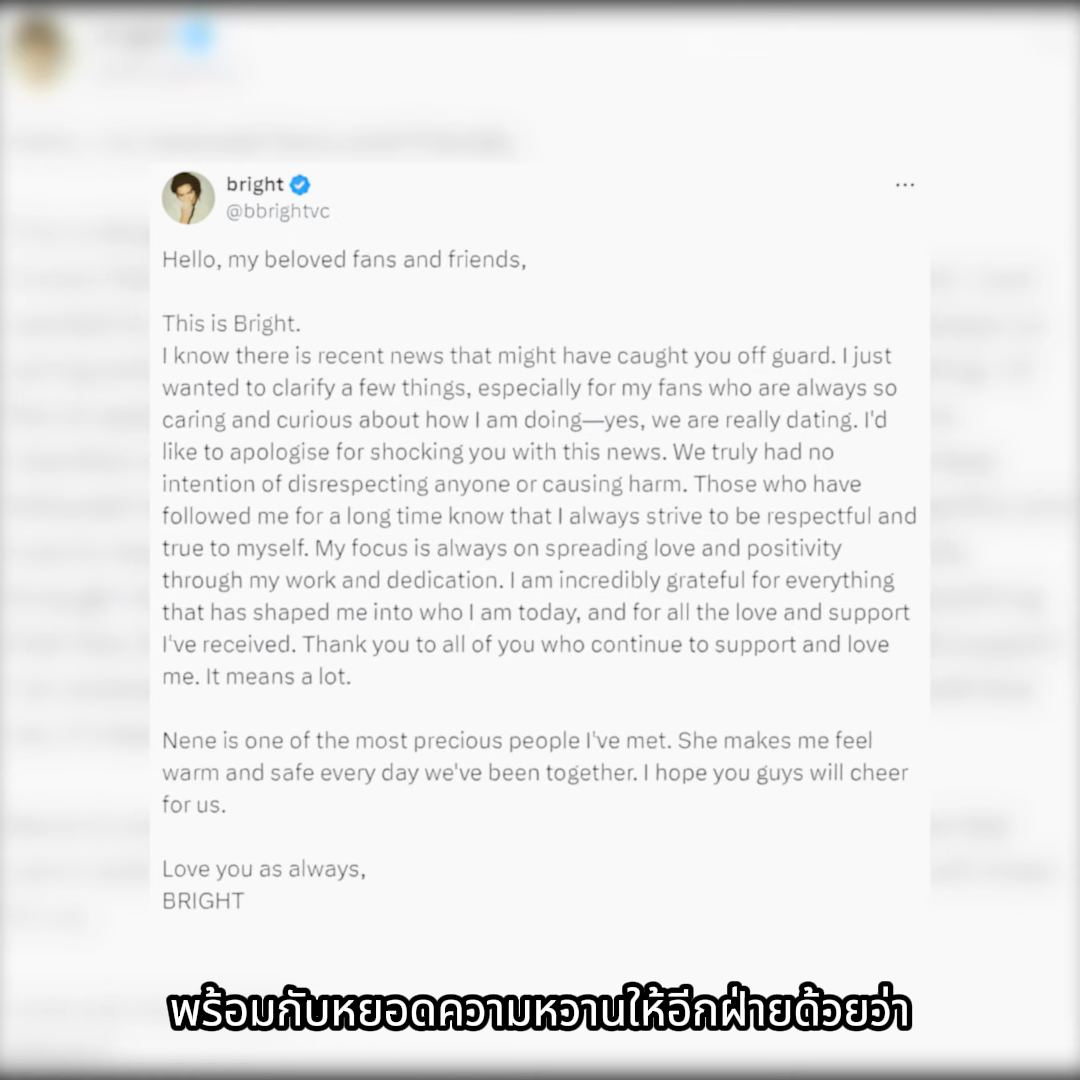 bright
@bbrightvc
Hello, my beloved fans and friends,
This is Bright.
I know there is recent news that might have caught you off guard. I just
wanted to clarify a few things, especially for my fans who are always so
caring and curious about how I am doing—yes, we are really dating. I'd
like to apologise for shocking you with this news. We truly had no
intention of disrespecting anyone or causing harm. Those who have
followed me for a long time know that I always strive to be respectful and
true to myself. My focus is always on spreading love and positivity
through my work and dedication. I am incredibly grateful for everything
that has shaped me into who I am today, and for all the love and support
I've received. Thank you to all of you who continue to support and love
me. It means a lot.
Nene is one of the most precious people I've met. She makes me feel
warm and safe every day we've been together. I hope you guys will cheer
for us.
Love you as always,
BRIGHT
พร้อมกับหยอดความหวานให้อีกฝ่ายด้วยว่า